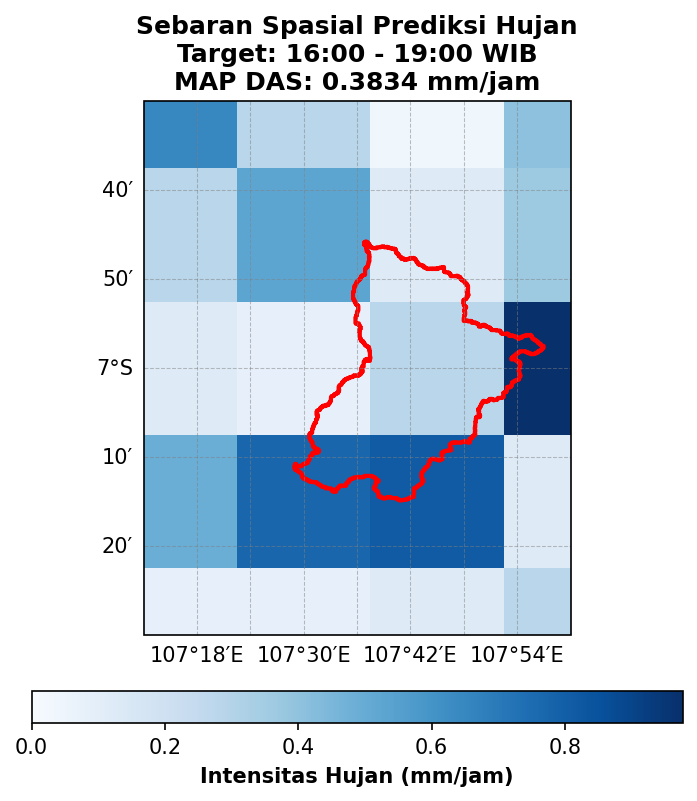 Sebaran Spasial Prediksi Hujan
Target: 16:00 - 19:00 WIB
MAP DAS: 0.3834 mm/jam
40′
50′
7°S
10′
20′
107°18′E 107°30′E 107°42′E 107°54′E
0.0 0.2 0.4 0.6 0.8
Intensitas Hujan (mm/jam)